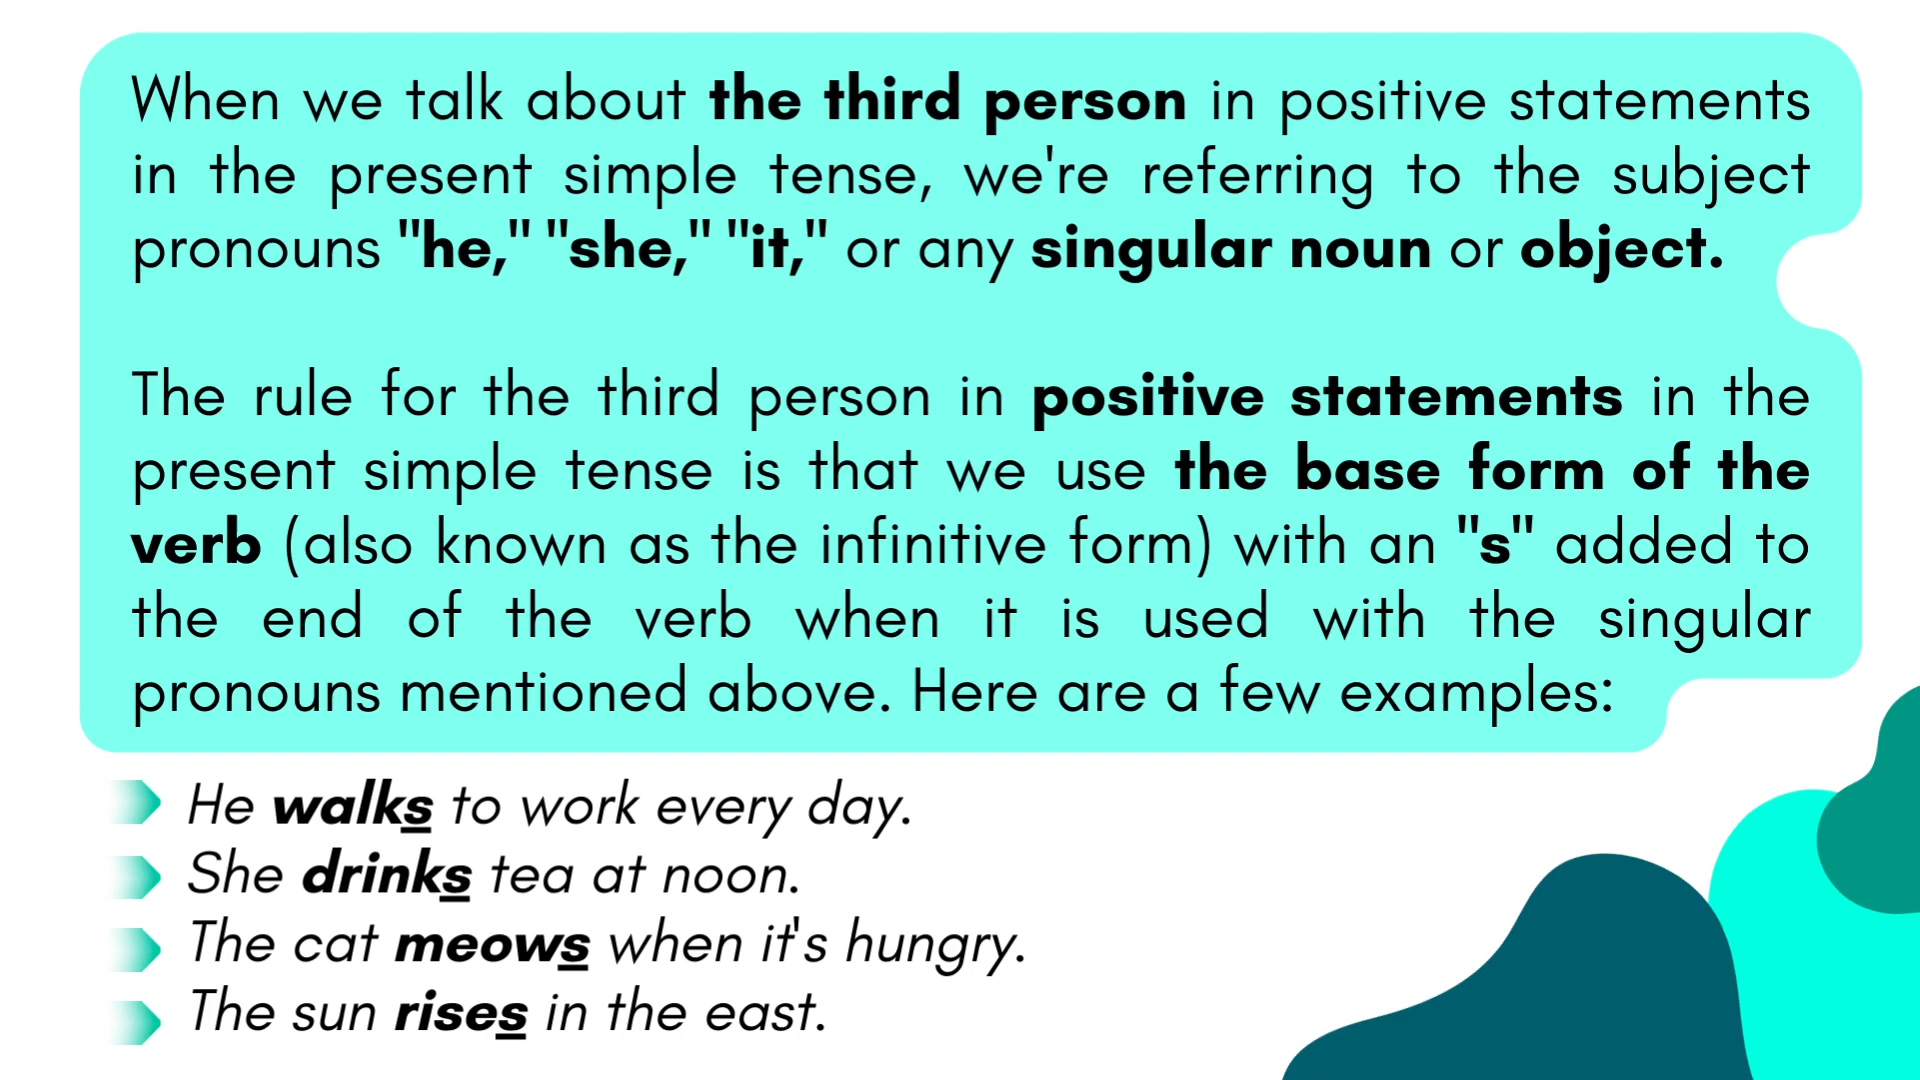 When we talk about the third person in positive statements
in the present simple tense, we're referring to the subject
pronouns "he," "she," "it," or any singular noun or object.
The rule for the third person in positive statements in the
present simple tense is that we use the base form of the
verb (also known as the infinitive form) with an "s" added to
the end of the verb when it is used with the singular
pronouns mentioned above. Here are a few examples:
He walks to work every day.
She drinks tea at noon.
The cat meows when it's hungry.
The sun rises in the east.